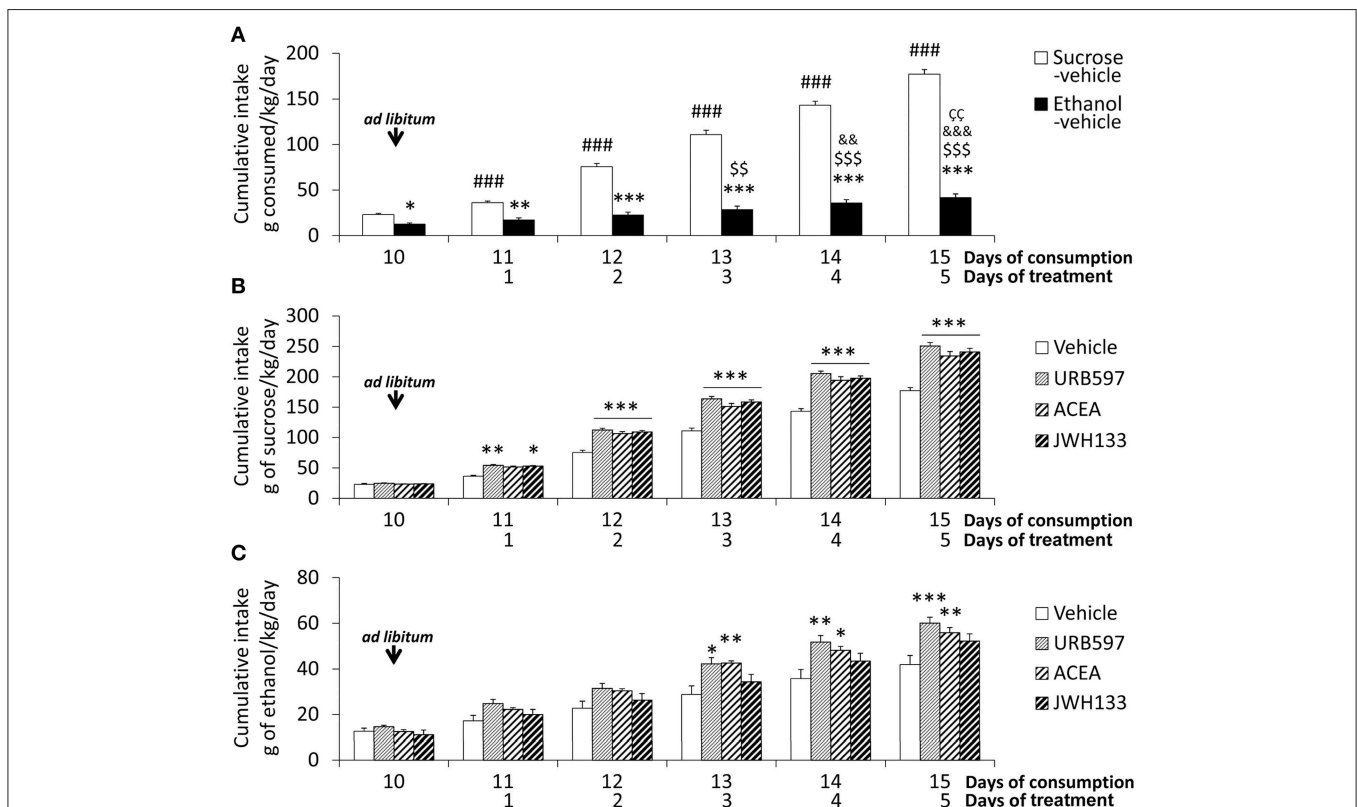 A
Cumulative intake
g consumed/kg/day
200
150
100
50
0
ad libitum
*
###
**
###
***
###
$$
***
###
&&
$$$
***
###
ÇÇ
&&&
$$$
***
Sucrose
-vehicle
Ethanol
-vehicle
10 11 12 13 14 15 Days of consumption
1 2 3 4 5 Days of treatment
B
Cumulative intake
g of sucrose/kg/day
300
250
200
150
100
50
0
ad libitum
** *
***
***
***
***
Vehicle
URB597
ACEA
JWH133
10 11 12 13 14 15 Days of consumption
1 2 3 4 5 Days of treatment
C
Cumulative intake
g of ethanol/kg/day
80
60
40
20
0
ad libitum
* **
** *
*** **
Vehicle
URB597
ACEA
JWH133
10 11 12 13 14 15 Days of consumption
1 2 3 4 5 Days of treatment